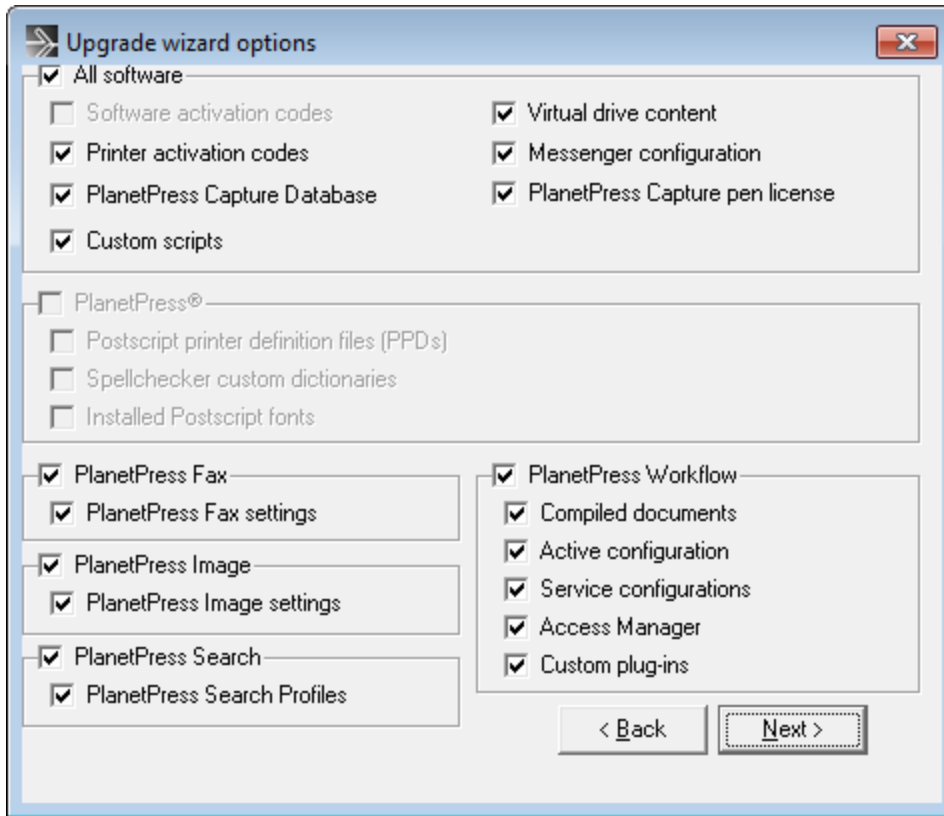 Upgrade wizard options
All software
Software activation codes
Virtual drive content
Printer activation codes
Messenger configuration
PlanetPress Capture Database
PlanetPress Capture pen license
Custom scripts
PlanetPress®
Postscript printer definition files (PPDs)
Spellchecker custom dictionaries
Installed Postscript fonts
PlanetPress Fax
PlanetPress Fax settings
PlanetPress Image
PlanetPress Image settings
PlanetPress Search
PlanetPress Search Profiles
PlanetPress Workflow
Compiled documents
Active configuration
Service configurations
Access Manager
Custom plug-ins
< Back
Next >